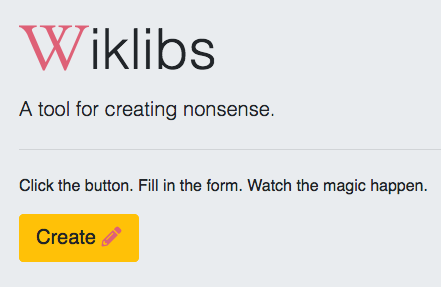 Wiklibs
A tool for creating nonsense.
Click the button. Fill in the form. Watch the magic happen.
Create